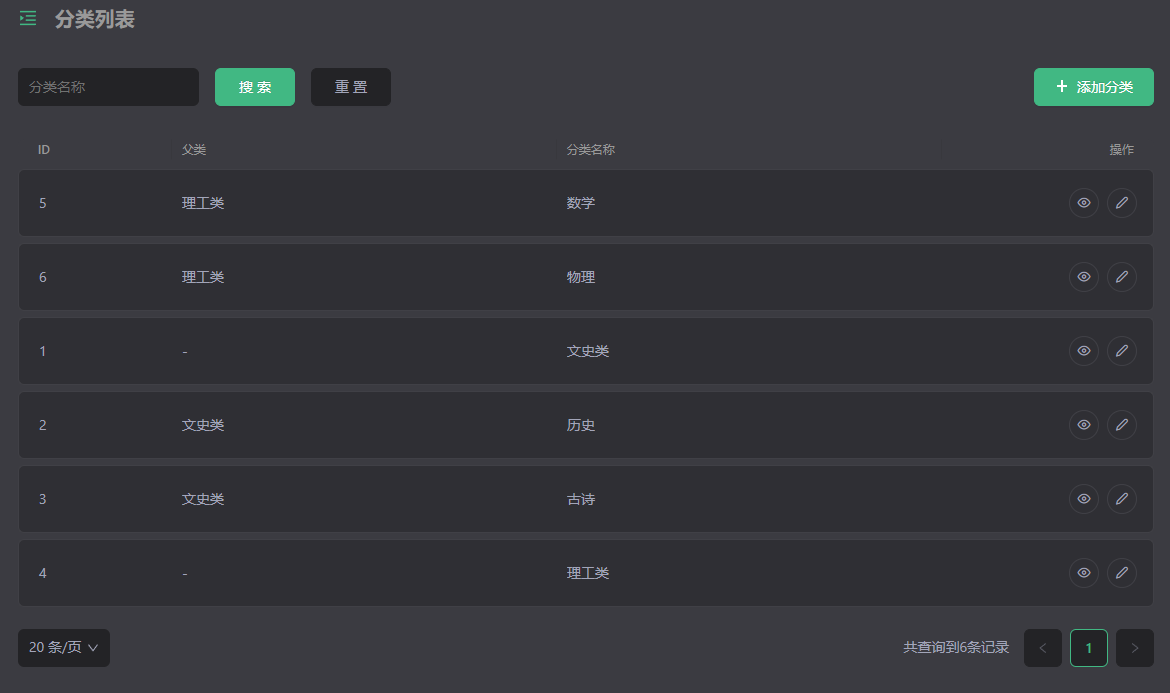 分类列表
分类名称 搜 索 重 置 + 添加分类
ID 父类 分类名称 操作
5 理工类 数学
6 理工类 物理
1 - 文史类
2 文史类 历史
3 文史类 古诗
4 - 理工类
20 条/页 共查询到6条记录 < 1 >